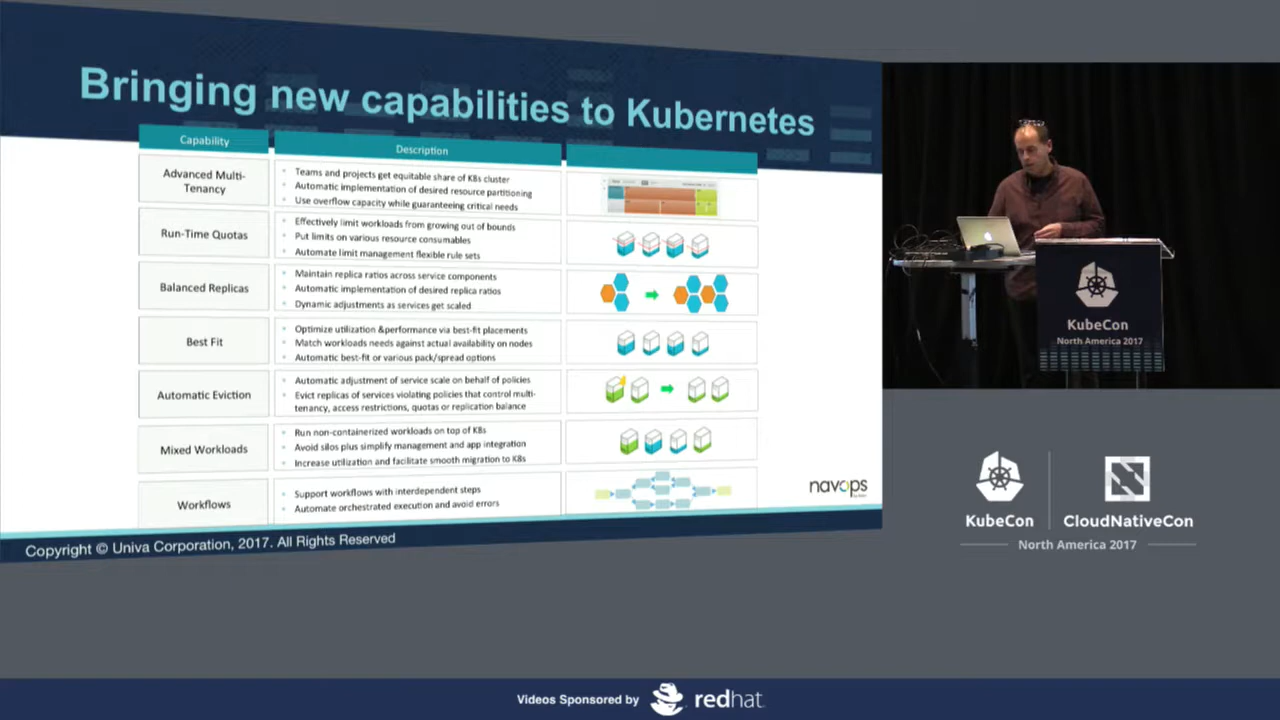 Bringing new capabilities to Kubernetes
Capability
Description
Advanced Multi-
Tenancy
Teams and projects get equitable share of K8s cluster
Automatic implementation of desired resource partitioning
Use overflow capacity while guaranteeing critical needs
Run-Time Quotas
Effectively limit workloads from growing out of bounds
Put limits on various resource consumables
Automate limit management flexible rule sets
Balanced Replicas
Maintain replica ratios across service components
Automatic implementation of desired replica ratios
Dynamic adjustments as services get scaled
Best Fit
Optimize utilization &performance via best-fit placements
Match workloads needs against actual availability on nodes
Automatic best-fit or various pack/spread options
Automatic Eviction
Automatic adjustment of service scale on behalf of policies
Evict replicas of services violating policies that control multi-
tenancy, access restrictions, quotas or replication balance
Mixed Workloads
Run non-containerized workloads on top of K8s
Avoid silos plus simplify management and app integration
Increase utilization and facilitate smooth migration to K8s
Workflows
Support workflows with interdependent steps
Automate orchestrated execution and avoid errors
navops
Copyright © Univa Corporation, 2017. All Rights Reserved
KubeCon
North America 2017
KubeCon
CloudNativeCon
North America 2017
Videos Sponsored by
redhat